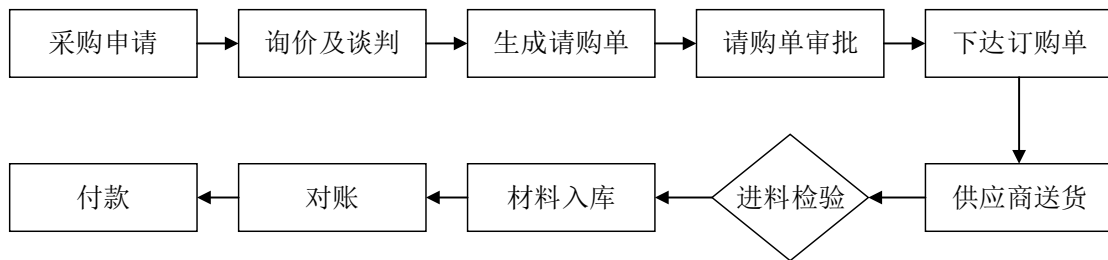 采购申请
询价及谈判
生成请购单
请购单审批
下达订购单
供应商送货
进料检验
材料入库
对账
付款